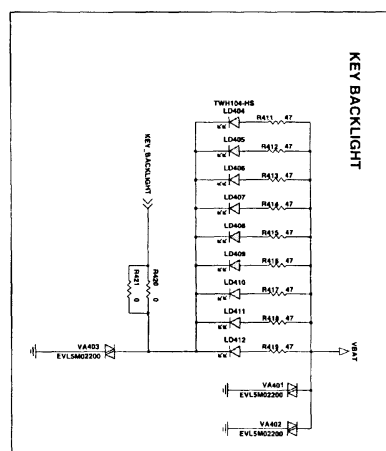 KEY BACKLIGHT
TWH104-HS
LD404
R411 47
LD405
R412 47
LD406
R413 47
LD407
R414 47
LD408
R415 47
LD409
R416 47
LD410
R417 47
LD411
R418 47
LD412
R419 47
VBAT
KEY_BACKLIGHT
R420 0
R421 0
VA403
EVL5M02200
VA401
EVL5M02200
VA402
EVL5M02200